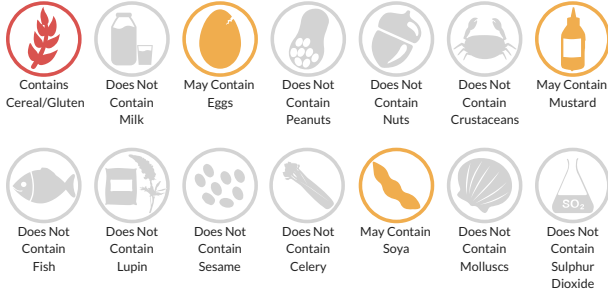 Contains
Cereal/Gluten
Does Not
Contain
Milk
May Contain
Eggs
Does Not
Contain
Peanuts
Does Not
Contain
Nuts
Does Not
Contain
Crustaceans
May Contain
Mustard
Does Not
Contain
Fish
Does Not
Contain
Lupin
Does Not
Contain
Sesame
Does Not
Contain
Celery
May Contain
Soya
Does Not
Contain
Molluscs
SO₂
Does Not
Contain
Sulphur
Dioxide